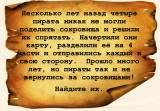 Несколько лет назад четыре
пирата никак не могли
поделить сокровища и решили
их спрятать. Начертили они
карту, разделили её на 4
части и отправились каждый в
свою сторону. Прошло много
лет, но пираты так и не
вернулись за сокровищами!
Найдите их.